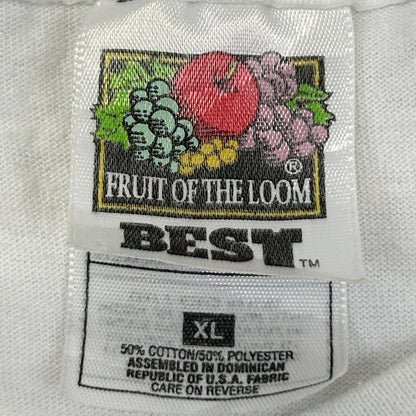 FRUIT OF THE LOOM ®
BEST ™
XL
50% COTTON/50% POLYESTER
ASSEMBLED IN DOMINICAN
REPUBLIC OF U.S.A. FABRIC
CARE ON REVERSE